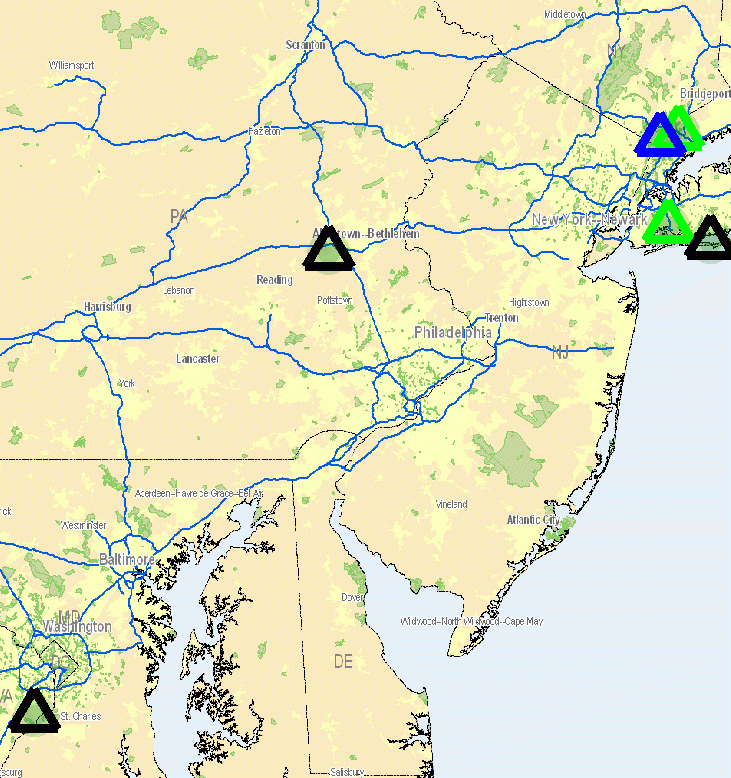 Middletown
Scranton
NY
Williamsport
Bridgeport
Hazleton
PA
New York--Newark
Allentown--Bethlehem
Reading
Lebanon
Pottstown
Hightstown
Harrisburg
Trenton
Philadelphia
NJ
Lancaster
York
Aberdeen--Havre de Grace--Bel Air
Vineland
Atlantic City
Westminster
Baltimore
Dover
MD
Washington
Wildwood--North Wildwood--Cape May
DC
DE
VA
St. Charles
Salisbury